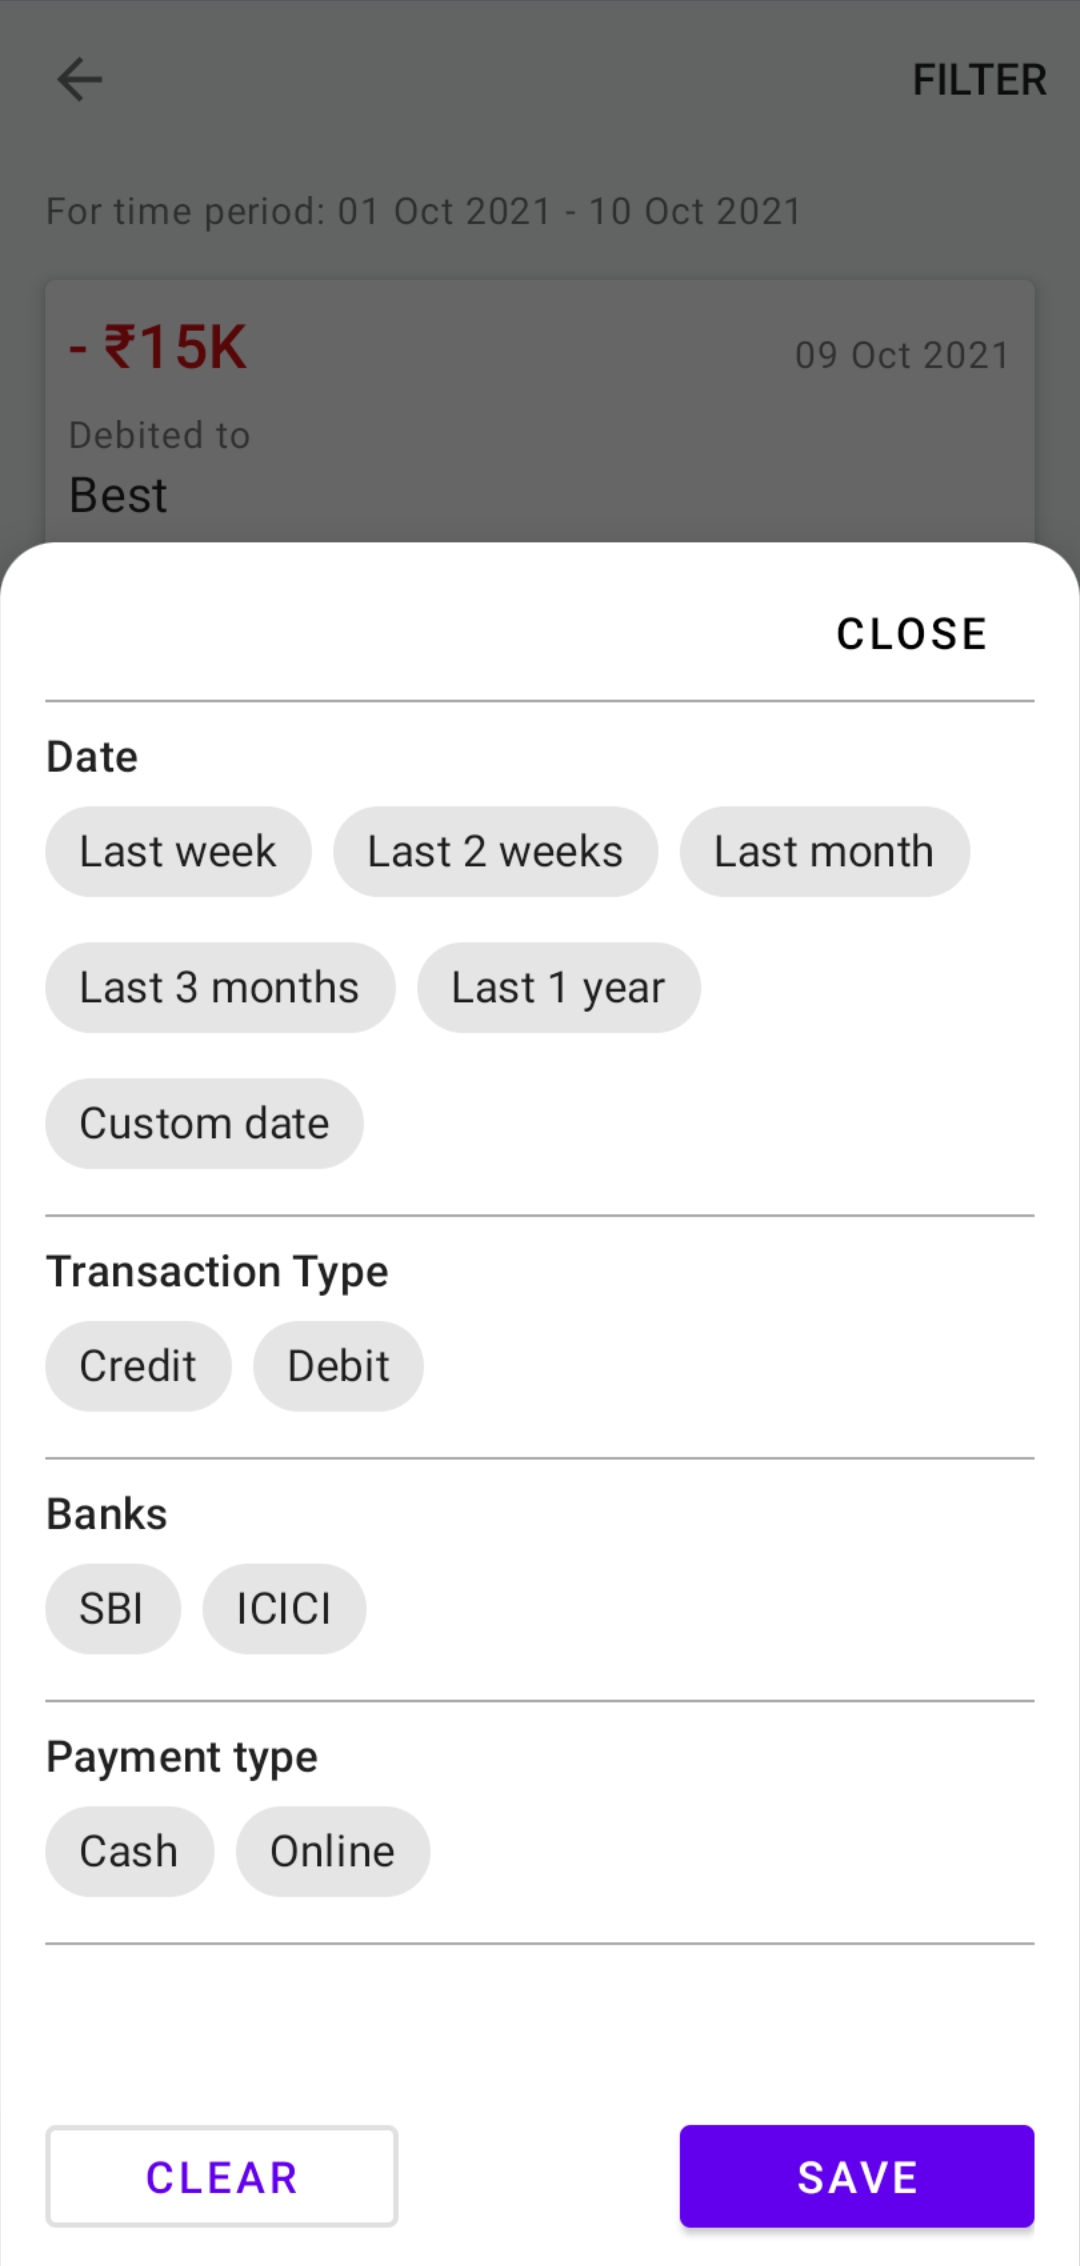 FILTER
For time period: 01 Oct 2021 - 10 Oct 2021
- ₹15K 09 Oct 2021
Debited to
Best
CLOSE
Date
Last week Last 2 weeks Last month
Last 3 months Last 1 year
Custom date
Transaction Type
Credit Debit
Banks
SBI ICICI
Payment type
Cash Online
CLEAR SAVE